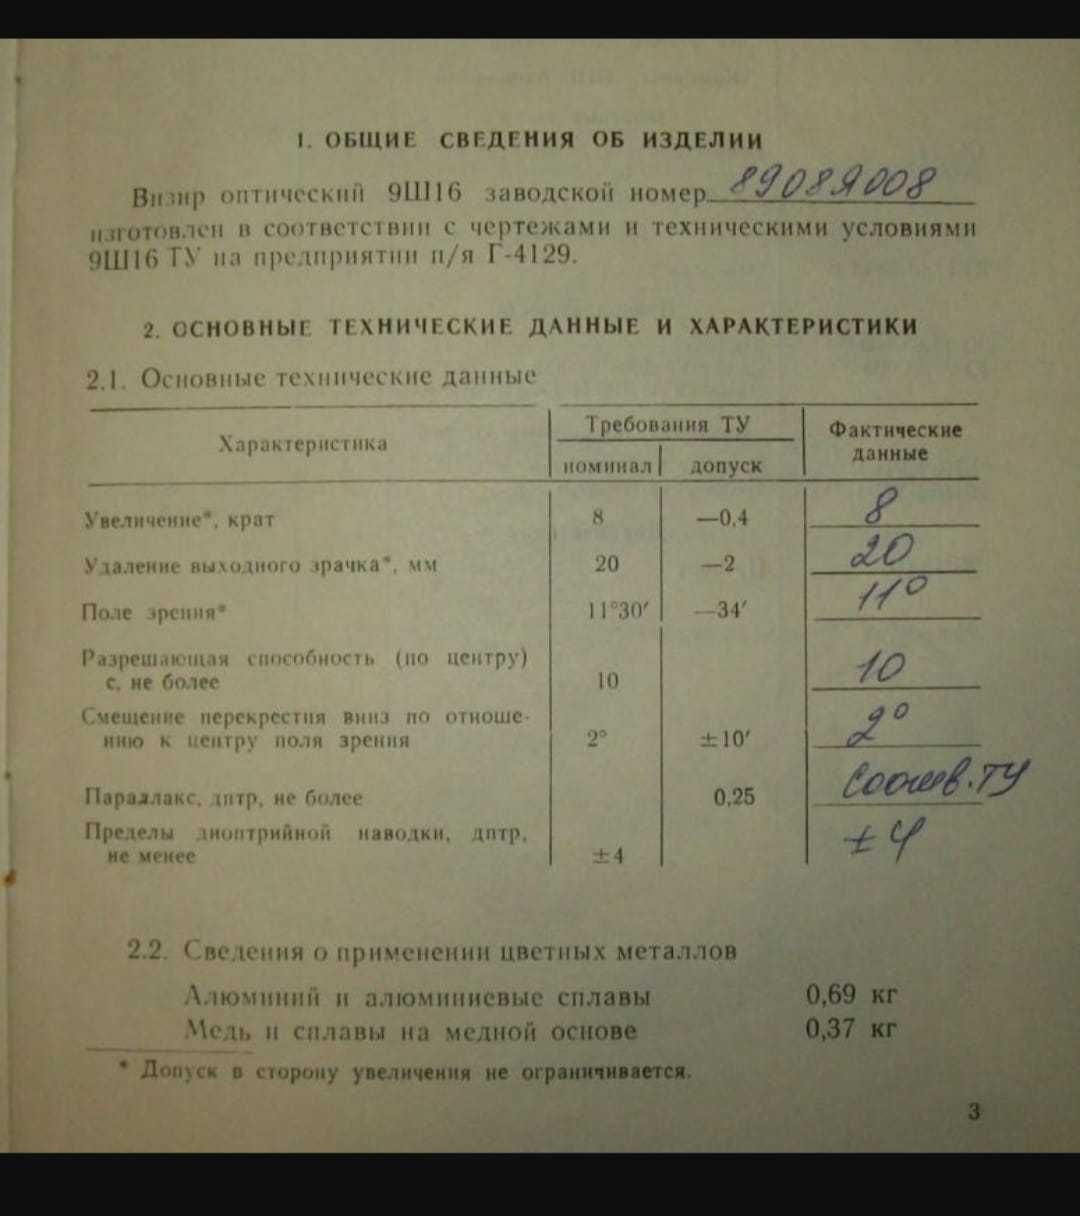 1. ОБЩИЕ СВЕДЕНИЯ ОБ ИЗДЕЛИИ
Визир оптический 9Ш16 заводской номер 89089008
изготовлен в соответствии с чертежами и техническими условиями
9Ш16 ТУ на предприятии п/я Г-4129.
2. ОСНОВНЫЕ ТЕХНИЧЕСКИЕ ДАННЫЕ И ХАРАКТЕРИСТИКИ
2.1. Основные технические данные
Характеристика Требования ТУ Фактические данные
номинал допуск
Увеличение*, крат 8 —0,4 8
Удаление выходного зрачка*, мм 20 —2 20
Поле зрения* 11°30′ —34′ 11°
Разрешающая способность (по центру)
с, не более 10 10
Смещение перекрестия вниз по отноше-
нию к центру поля зрения 2° ±10′ 2°
Параллакс, дптр, не более 0,25 Соотв. ТУ
Пределы диоптрийной наводки, дптр,
не менее ±4 ±4
2.2. Сведения о применении цветных металлов
Алюминий и алюминиевые сплавы 0,69 кг
Медь и сплавы на медной основе 0,37 кг
* Допуск в сторону увеличения не ограничивается.
3